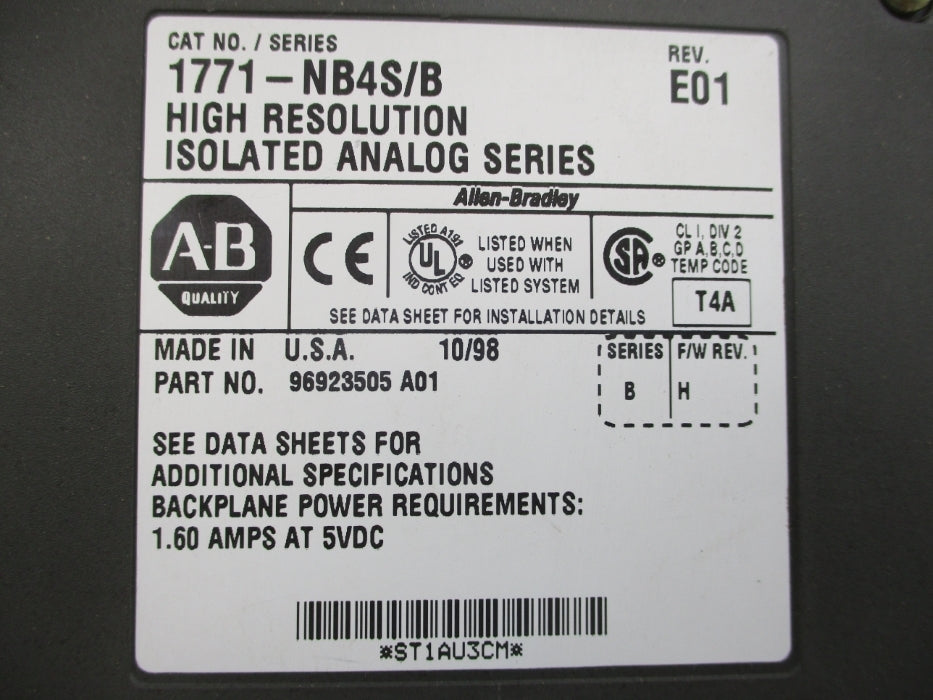 CAT NO. / SERIES
1771-NB4S/B
REV.
E01
HIGH RESOLUTION
ISOLATED ANALOG SERIES
Allen-Bradley
A-B
QUALITY
CE
LISTED A196
UL
IND CONT EQ
LISTED WHEN
USED WITH
LISTED SYSTEM
SA
CL I, DIV 2
GP A,B,C,D
TEMP CODE
T4A
SEE DATA SHEET FOR INSTALLATION DETAILS
MADE IN U.S.A. 10/98
PART NO. 96923505 A01
SERIES F/W REV.
B H
SEE DATA SHEETS FOR
ADDITIONAL SPECIFICATIONS
BACKPLANE POWER REQUIREMENTS:
1.60 AMPS AT 5VDC
*ST1AU3CM*